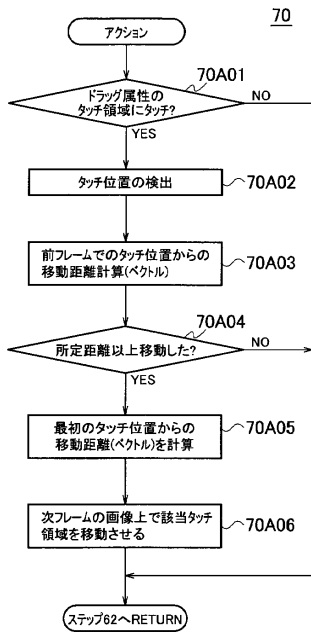 70
アクション
70A01
ドラッグ属性の
タッチ領域にタッチ?
NO
YES
タッチ位置の検出
70A02
前フレームでのタッチ位置からの
移動距離計算(ベクトル)
70A03
70A04
所定距離以上移動した?
NO
YES
最初のタッチ位置からの
移動距離(ベクトル)を計算
70A05
次フレームの画像上で該当タッチ
領域を移動させる
70A06
ステップ62へRETURN